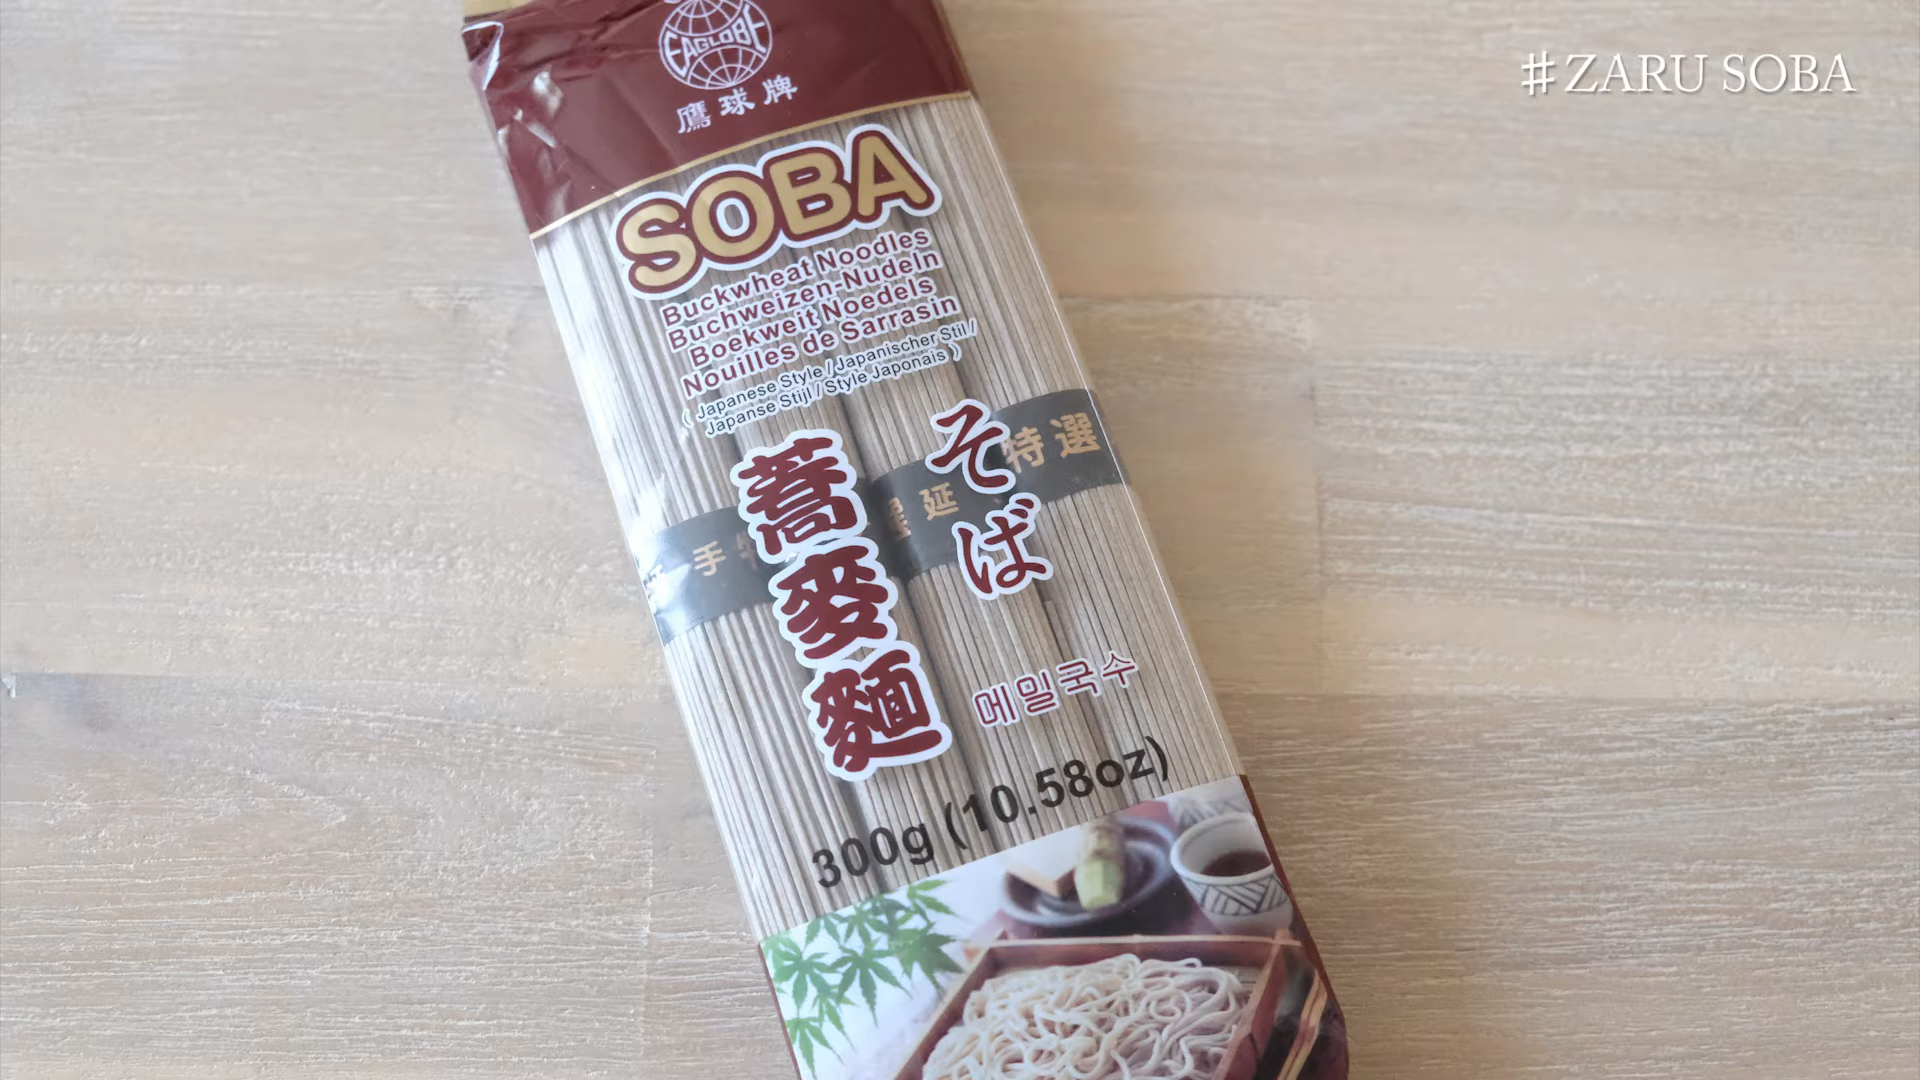 #ZARU SOBA
EAGLOBE
鷹球牌
SOBA
Buckwheat Noodles
Buchweizen-Nudeln
Boekweit Noedels
Nouilles de Sarrasin
( Japanese Style / Japanischer Stil /
Japanse Stijl / Style Japonais )
蕎麥麵
そば
特選
延
手
메밀국수
300g (10.58oz)